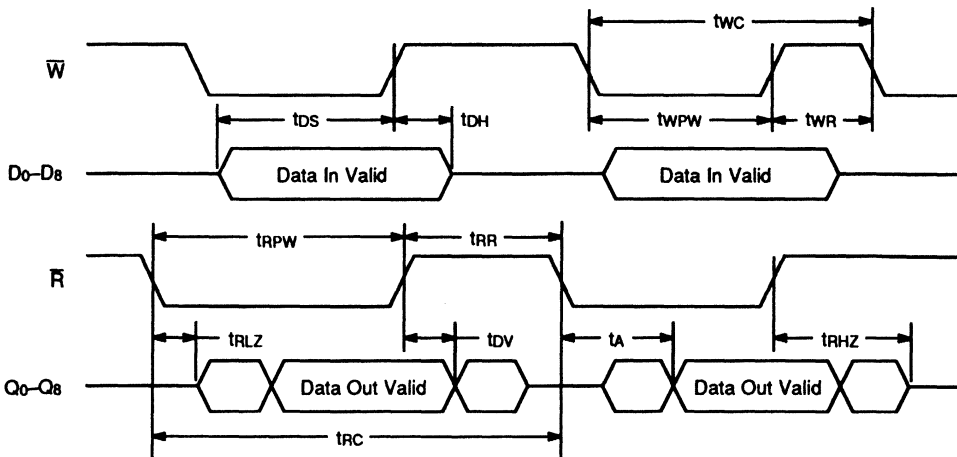 tWC
W̅
tDS tDH tWPW tWR
D0–D8 Data In Valid Data In Valid
tRPW tRR
R̅
tRLZ tDV tA tRHZ
Q0–Q8 Data Out Valid Data Out Valid
tRC